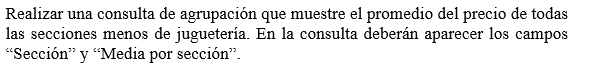 Realizar una consulta de agrupación que muestre el promedio del precio de todas
las secciones menos de juguetería. En la consulta deberán aparecer los campos
“Sección” y “Media por sección”.